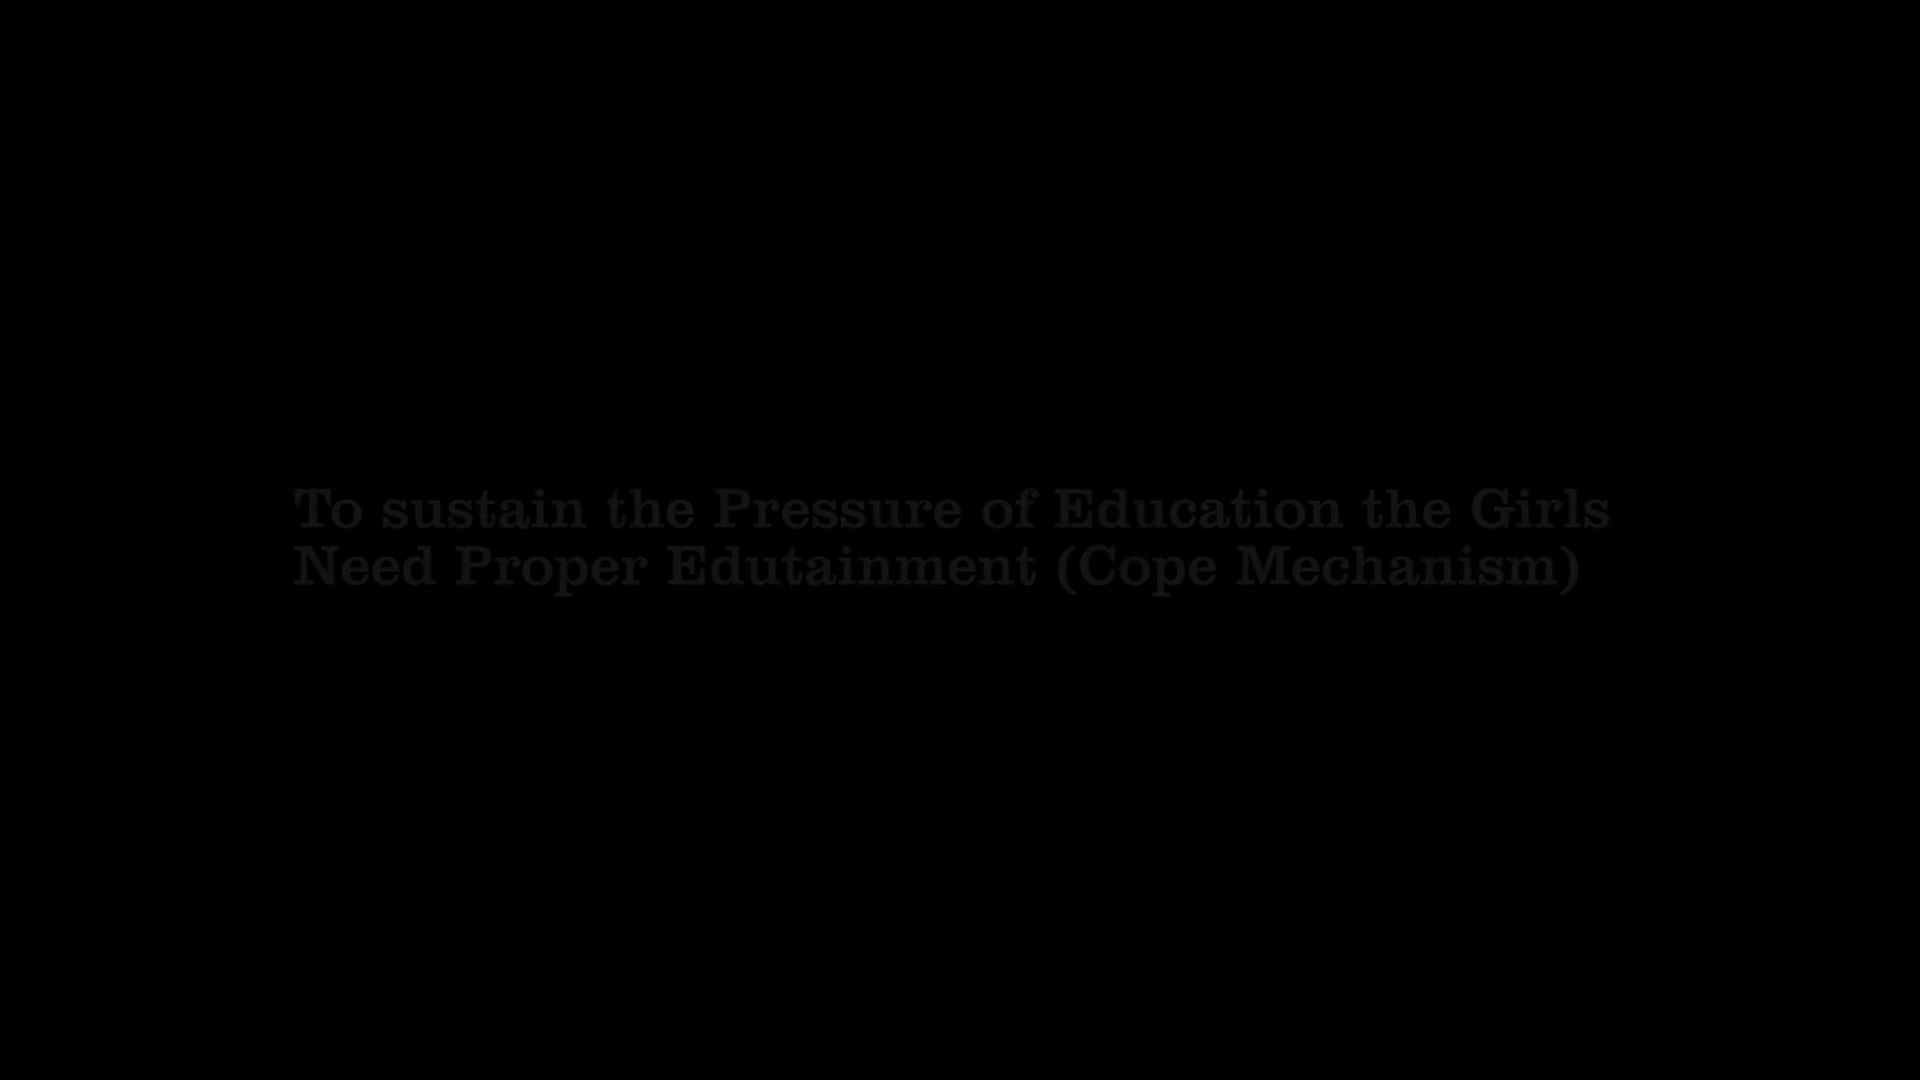 To sustain the Pressure of Education the Girls
Need Proper Edutainment (Cope Mechanism)